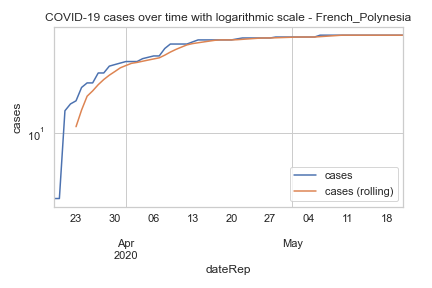 COVID-19 cases over time with logarithmic scale - French_Polynesia
cases
10¹
cases
cases (rolling)
23 30 06 13 20 27 04 11 18
Apr May
2020
dateRep